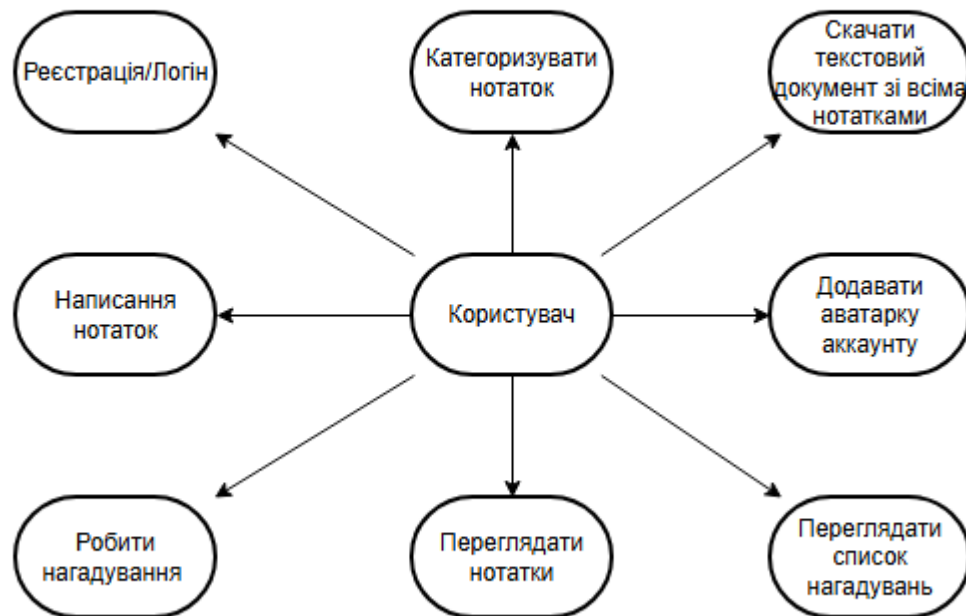 Реєстрація/Логін
Категоризувати
нотаток
Скачати
текстовий
документ зі всіма
нотатками
Написання
нотаток
Користувач
Додавати
аватарку
аккаунту
Робити
нагадування
Переглядати
нотатки
Переглядати
список
нагадувань